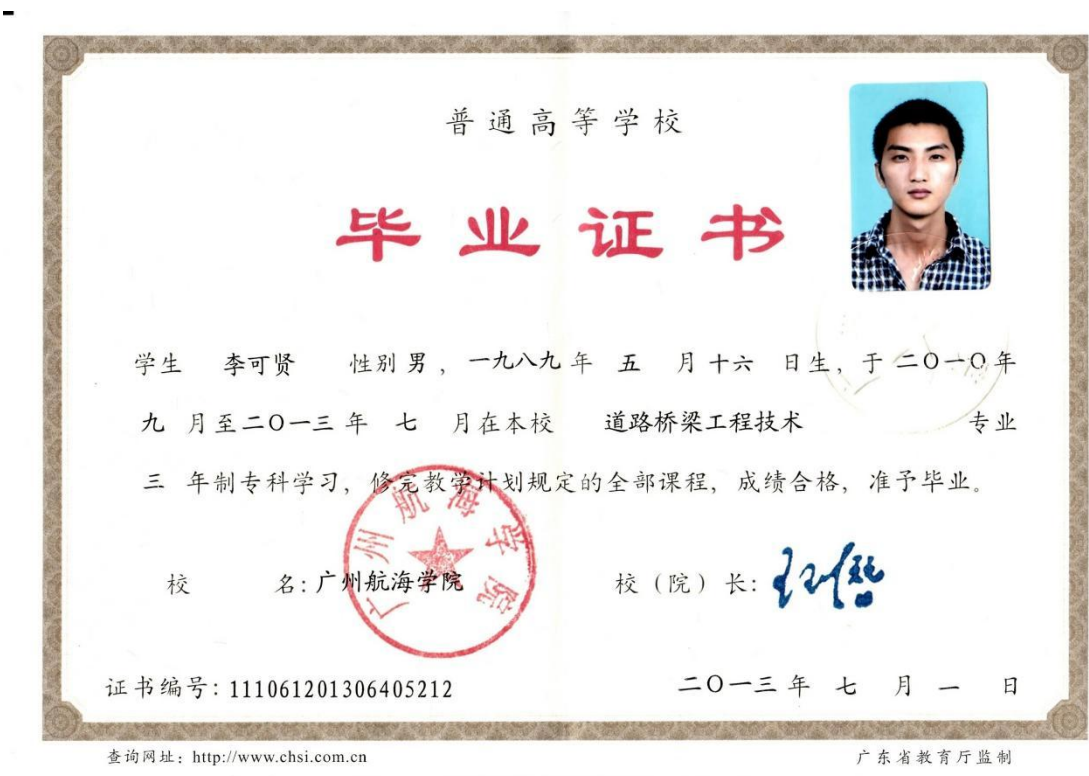 普通高等学校
毕业证书
学生 李可贤 性别 男，一九八九 年 五 月 十六 日生，于 二〇一〇年
九 月至二〇一三 年 七 月在本校 道路桥梁工程技术 专业
三 年制专科学习，修完教学计划规定的全部课程，成绩合格，准予毕业。
广州航海学院
校 名：广州航海学院 校（院）长：
证书编号：111061201306405212 二〇一三 年 七 月 一 日
查询网址：http://www.chsi.com.cn 广东省教育厅监制